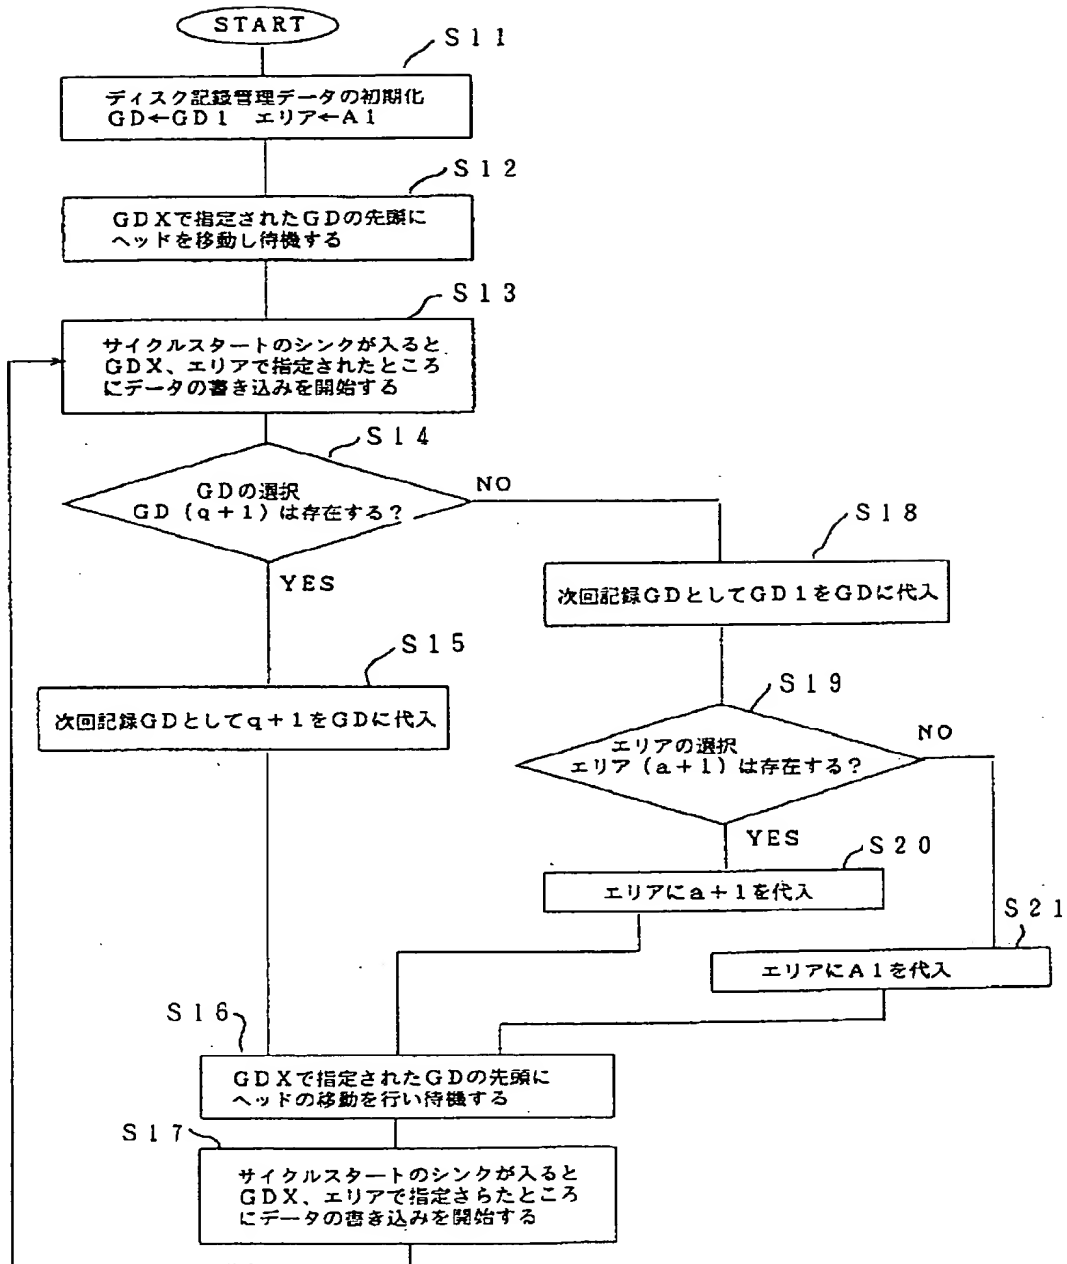 START
S11
ディスク記録管理データの初期化
GD←GD1 エリア←A1
S12
GDXで指定されたGDの先頭に
ヘッドを移動し待機する
S13
サイクルスタートのシンクが入ると
GDX、エリアで指定されたところ
にデータの書き込みを開始する
S14
GDの選択
GD(q+1)は存在する?
NO
YES
S18
次回記録GDとしてGD1をGDに代入
S15
次回記録GDとしてq+1をGDに代入
S19
エリアの選択
エリア(a+1)は存在する?
NO
YES
S20
エリアにa+1を代入
S21
エリアにA1を代入
S16
GDXで指定されたGDの先頭に
ヘッドの移動を行い待機する
S17
サイクルスタートのシンクが入ると
GDX、エリアで指定さらたところ
にデータの書き込みを開始する